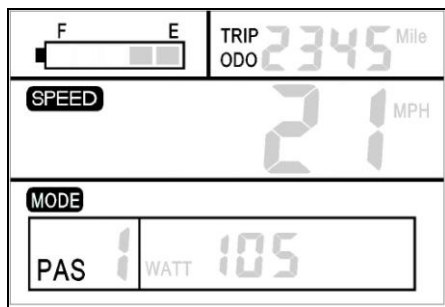 F E
TRIP
ODO 2345 Mile
SPEED
21 MPH
MODE
PAS 1 WATT 105